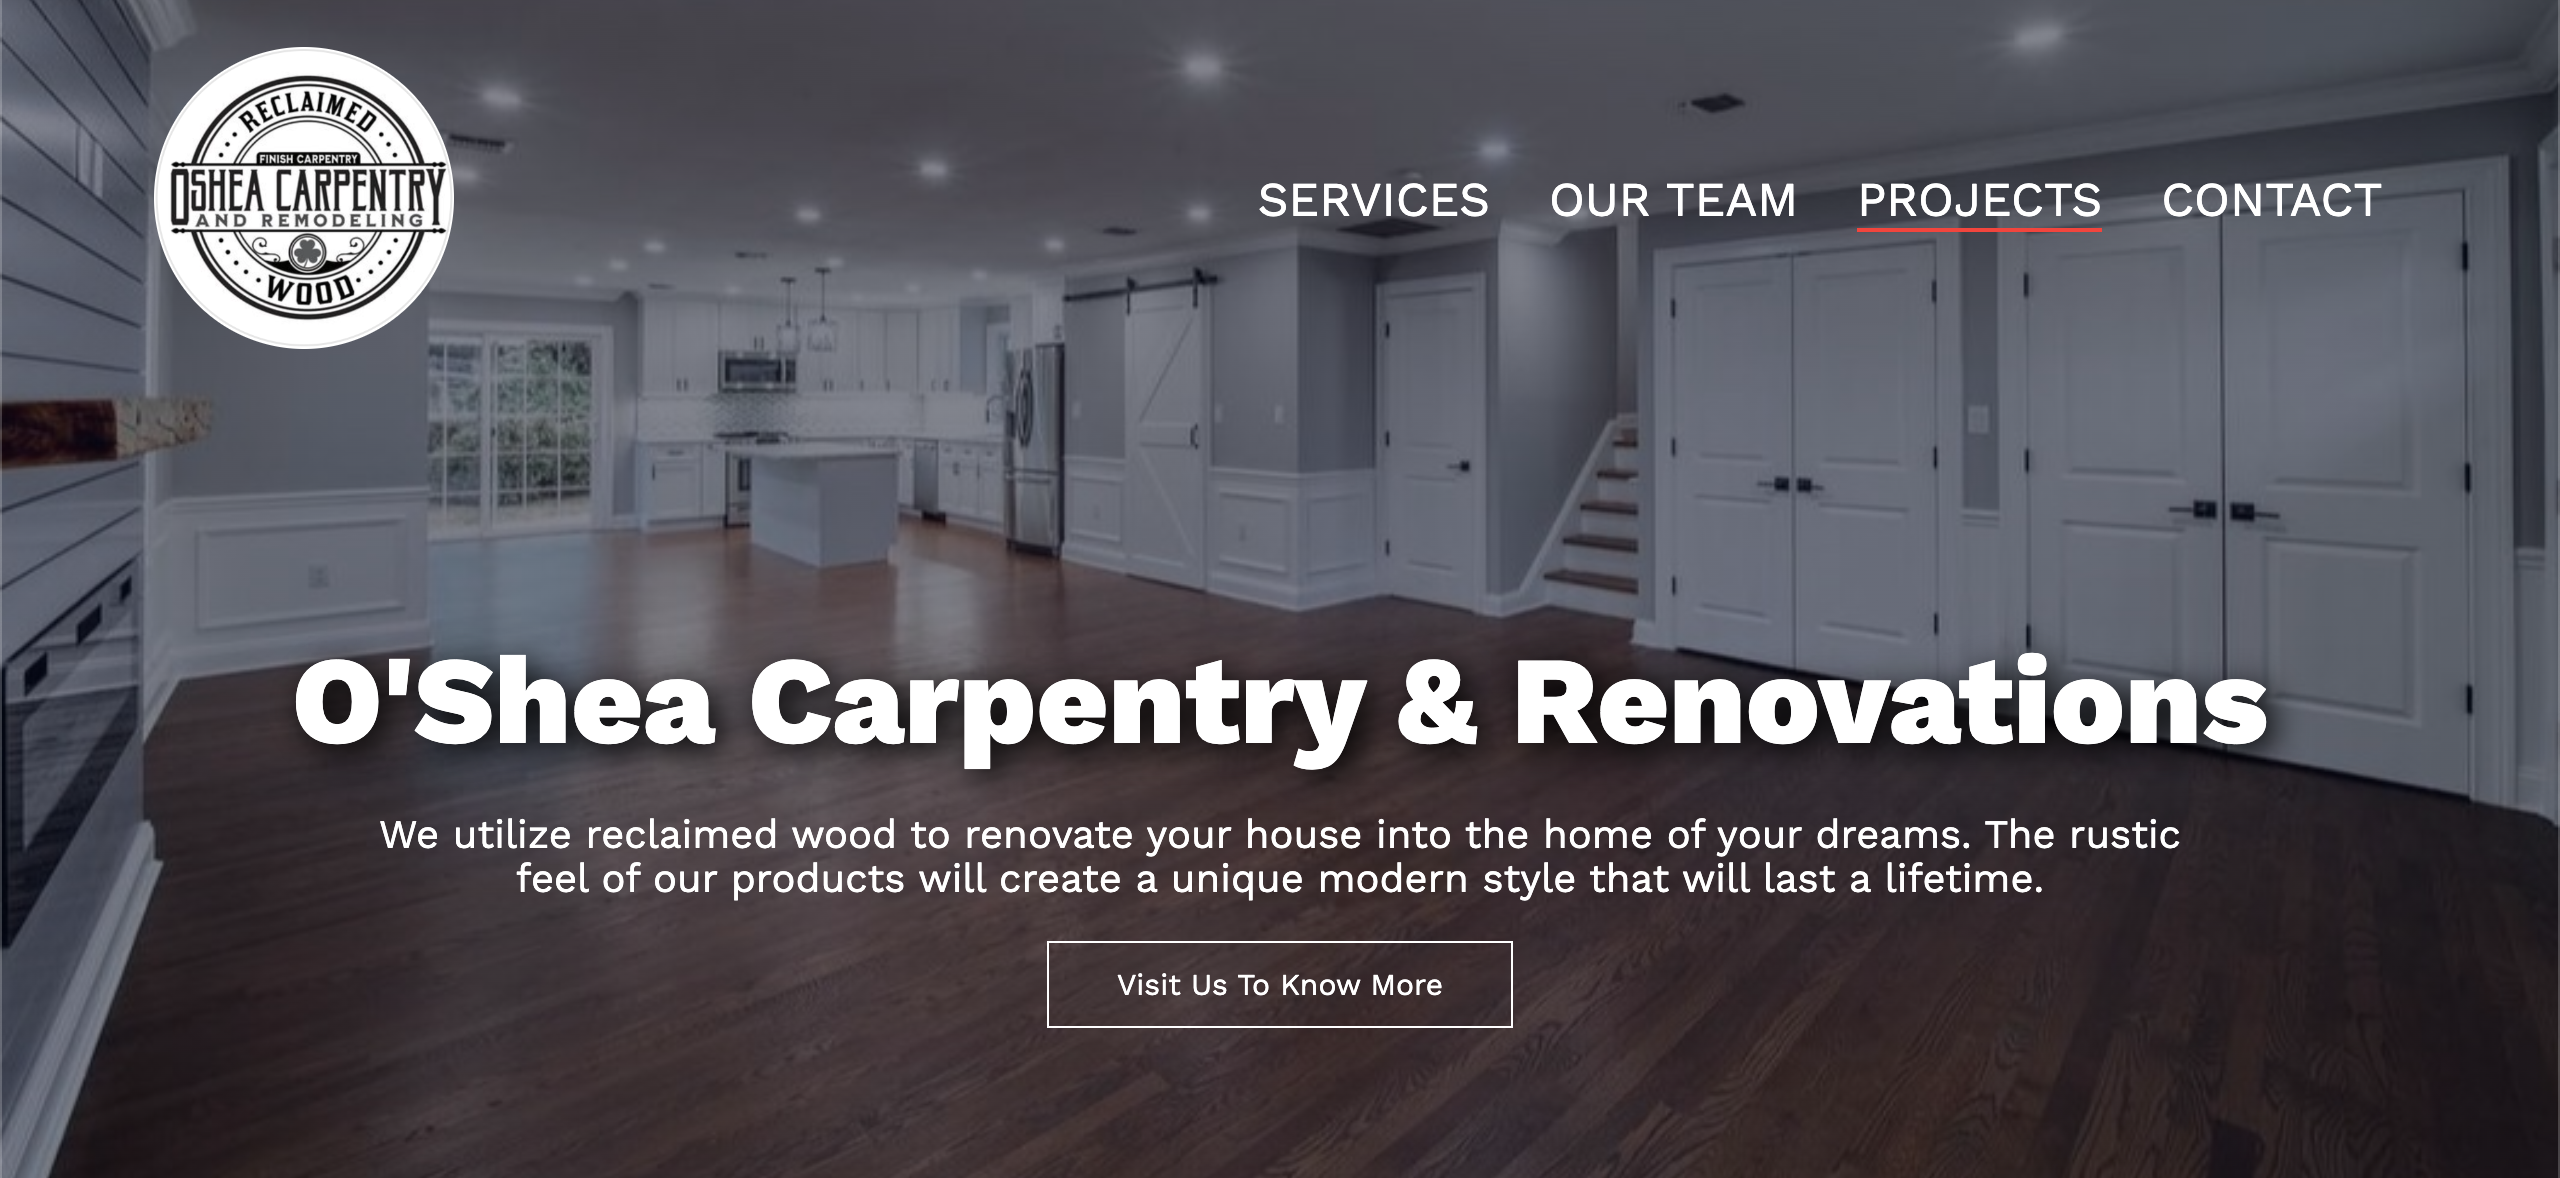 RECLAIMED
FINISH CARPENTRY
OSHEA CARPENTRY
AND REMODELING
WOOD
SERVICES OUR TEAM PROJECTS CONTACT
O'Shea Carpentry & Renovations
We utilize reclaimed wood to renovate your house into the home of your dreams. The rustic
feel of our products will create a unique modern style that will last a lifetime.
Visit Us To Know More